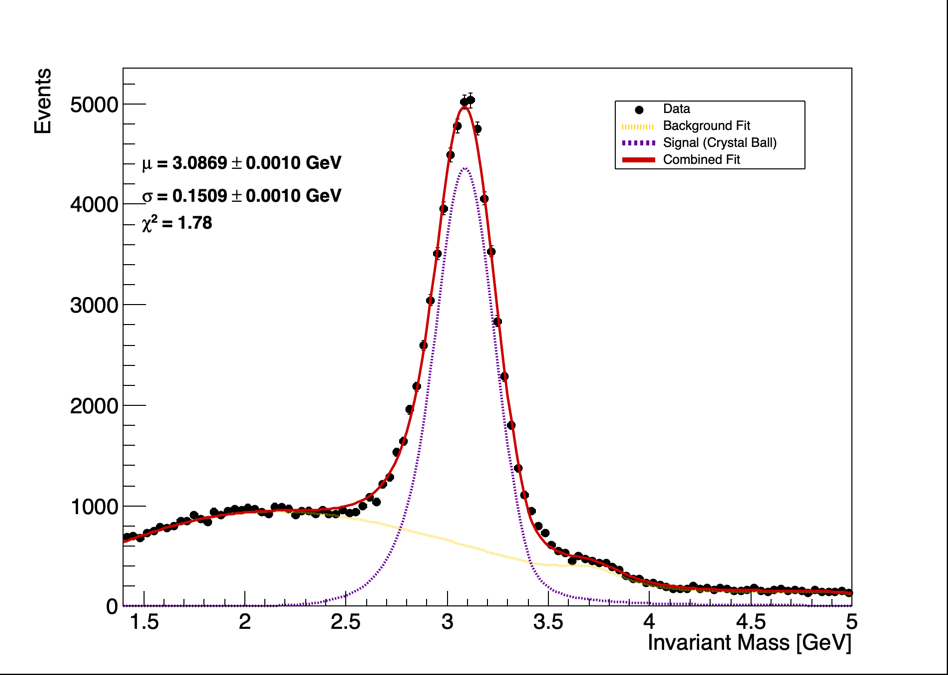 Events
5000
4000
3000
2000
1000
0
μ = 3.0869 ± 0.0010 GeV
σ = 0.1509 ± 0.0010 GeV
χ² = 1.78
Data
Background Fit
Signal (Crystal Ball)
Combined Fit
1.5 2 2.5 3 3.5 4 4.5 5
Invariant Mass [GeV]